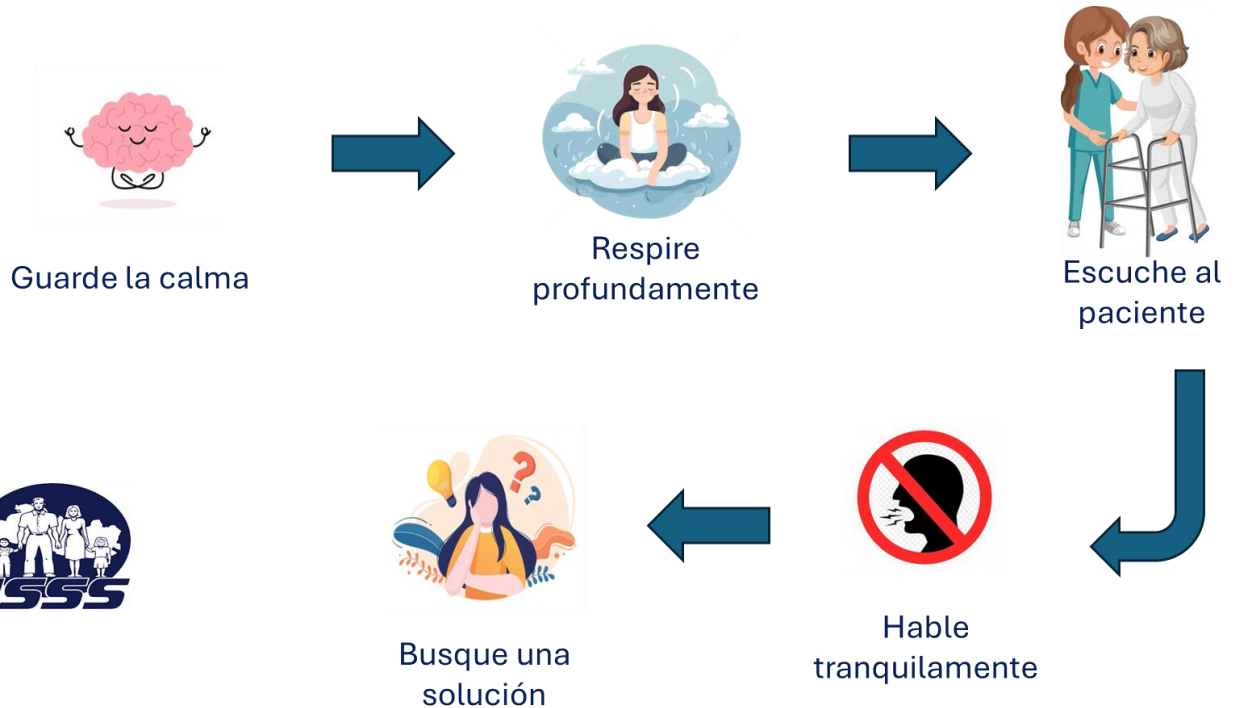 Guarde la calma
Respire
profundamente
Escuche al
paciente
Hable
tranquilamente
Busque una
solución